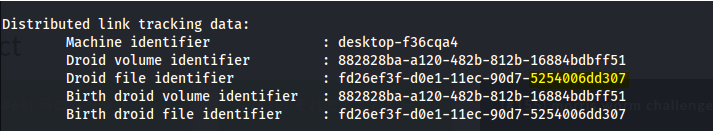 Distributed link tracking data:
Machine identifier : desktop-f36cqa4
Droid volume identifier : 882828ba-a120-482b-812b-16884bdbff51
Droid file identifier : fd26ef3f-d0e1-11ec-90d7-5254006dd307
Birth droid volume identifier : 882828ba-a120-482b-812b-16884bdbff51
Birth droid file identifier : fd26ef3f-d0e1-11ec-90d7-5254006dd307
ct
challenge